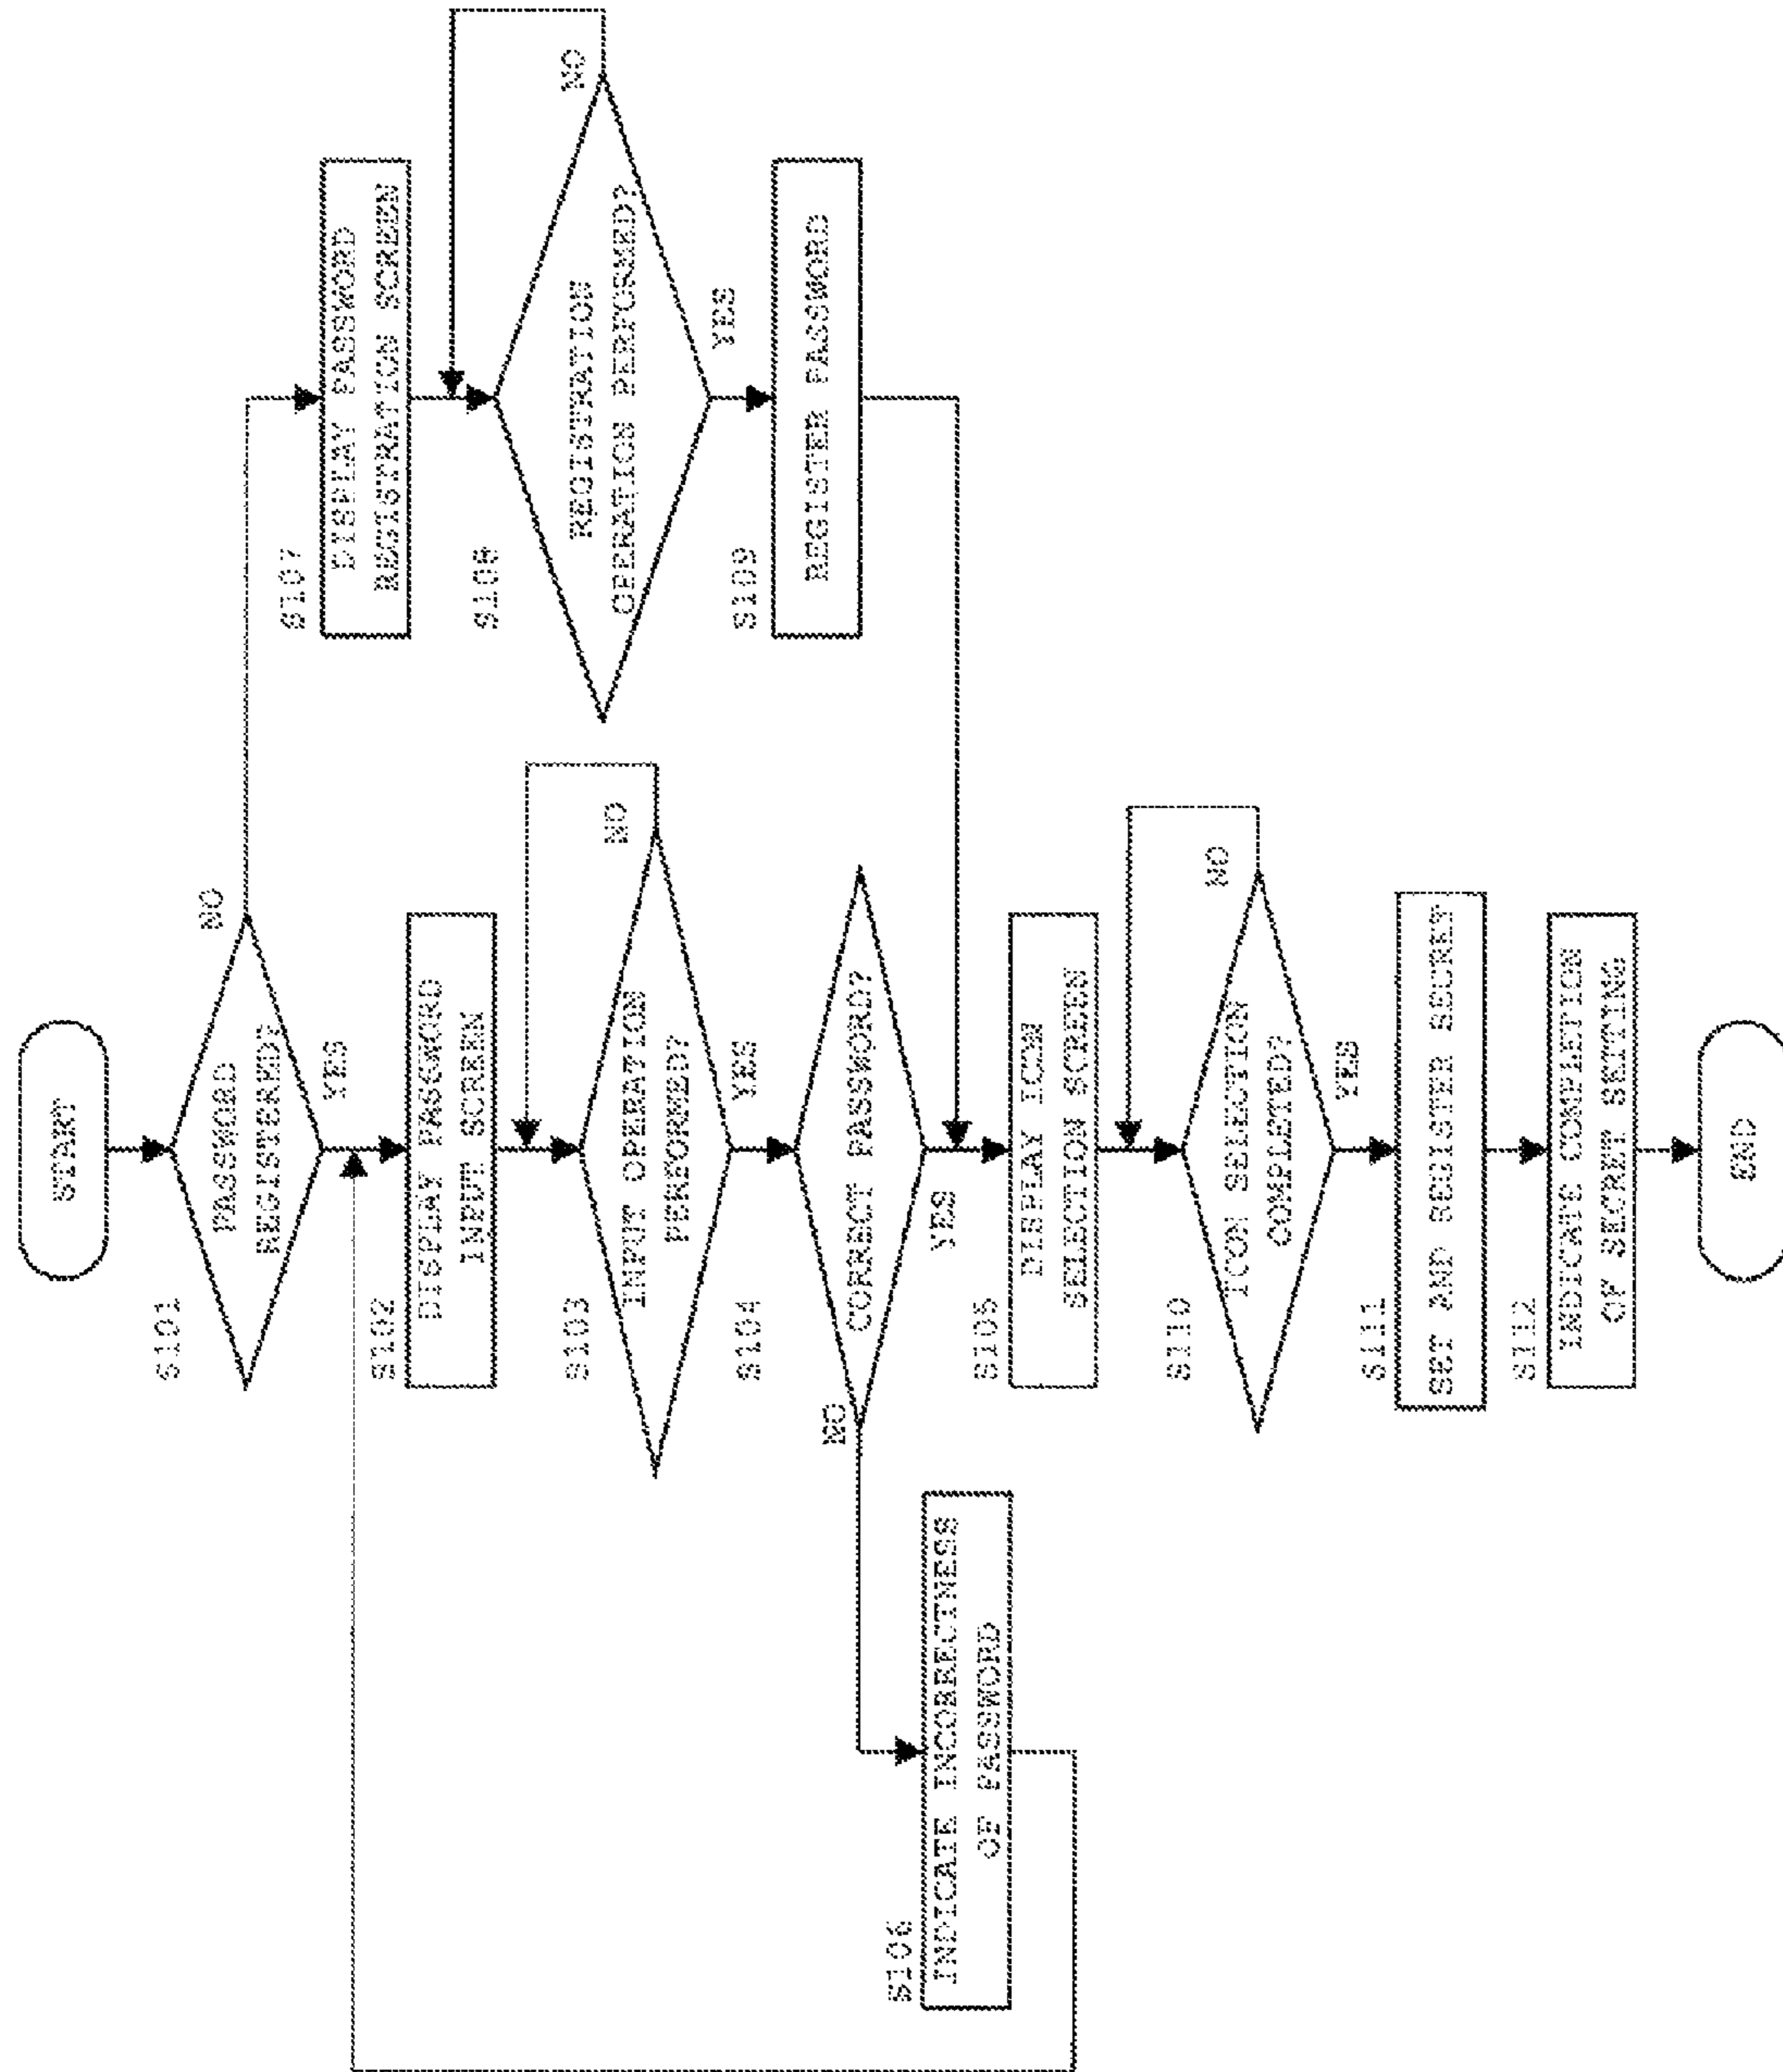 START
S101
PASSWORD
REGISTERED?
NO
YES
S102
DISPLAY PASSWORD
INPUT SCREEN
S103
INPUT OPERATION
PERFORMED?
NO
YES
S104
CORRECT PASSWORD?
NO
YES
S106
INDICATE INCORRECTNESS
OF PASSWORD
S105
DISPLAY ICON
SELECTION SCREEN
S107
DISPLAY PASSWORD
REGISTRATION SCREEN
S108
REGISTRATION
OPERATION PERFORMED?
NO
YES
S109
REGISTER PASSWORD
S110
ICON SELECTION
COMPLETED?
NO
YES
S111
SET AND REGISTER SECRET
S112
INDICATE COMPLETION
OF SECRET SETTING
END